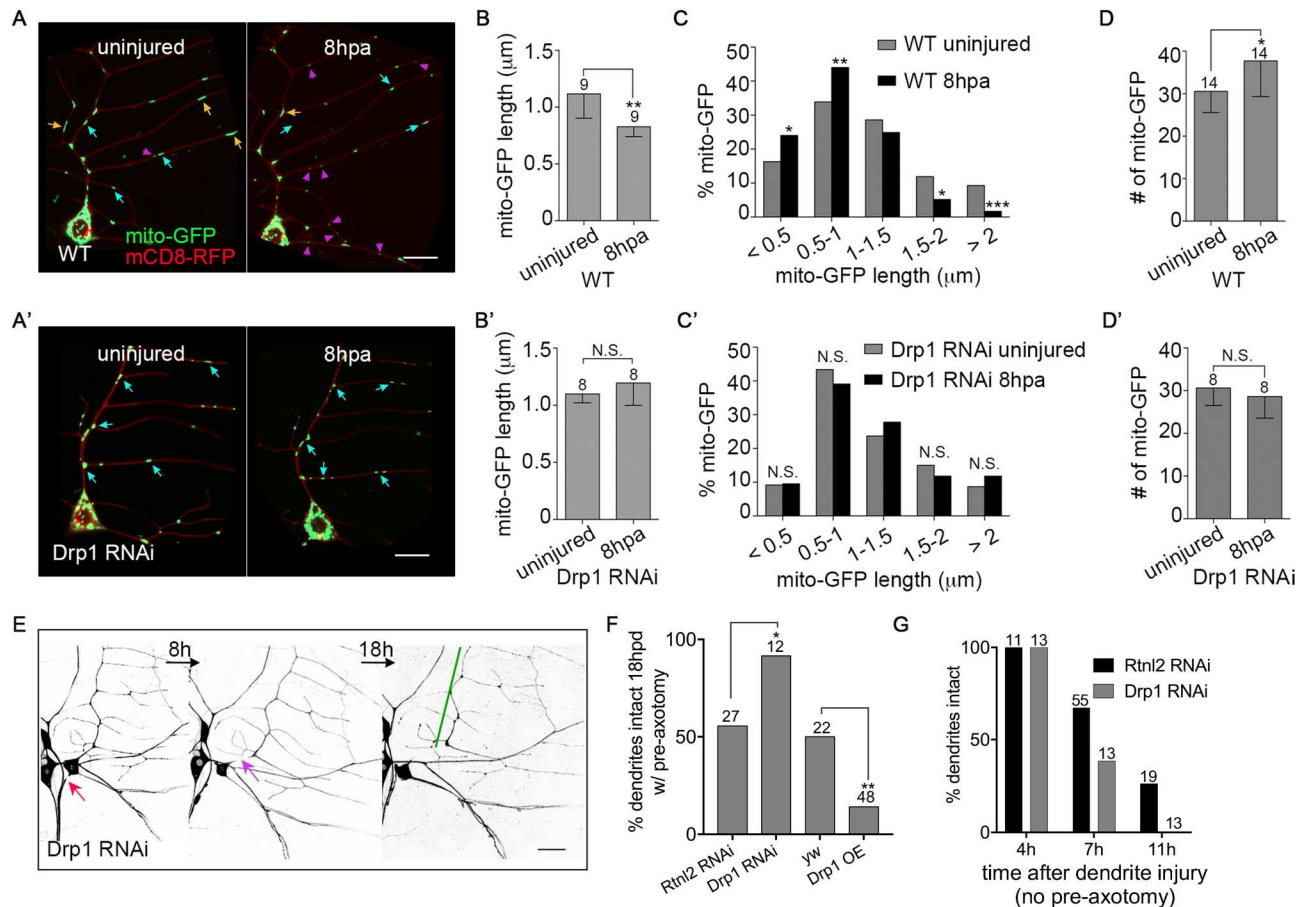 A
uninjured
8hpa
WT
mito-GFP
mCD8-RFP
B
mito-GFP length (μm)
1.5
1.0
0.5
0
9
**
9
uninjured
8hpa
WT
C
% mito-GFP
50
40
30
20
10
0
WT uninjured
WT 8hpa
*
**
*
***
< 0.5
0.5-1
1-1.5
1.5-2
> 2
mito-GFP length (μm)
D
# of mito-GFP
50
40
30
20
10
0
14
*
14
uninjured
8hpa
WT
A'
uninjured
8hpa
Drp1 RNAi
B'
mito-GFP length (μm)
1.5
1.0
0.5
0
N.S.
8
8
uninjured
8hpa
Drp1 RNAi
C'
% mito-GFP
50
40
30
20
10
0
Drp1 RNAi uninjured
Drp1 RNAi 8hpa
N.S.
N.S.
N.S.
N.S.
N.S.
< 0.5
0.5-1
1-1.5
1.5-2
> 2
mito-GFP length (μm)
D'
# of mito-GFP
50
40
30
20
10
0
N.S.
8
8
uninjured
8hpa
Drp1 RNAi
E
8h
18h
Drp1 RNAi
F
% dendrites intact 18hpd
w/ pre-axotomy
100
50
0
27
*
12
22
**
48
Rtnl2 RNAi
Drp1 RNAi
yw
Drp1 OE
G
% dendrites intact
100
50
0
11
13
55
13
19
13
Rtnl2 RNAi
Drp1 RNAi
4h
7h
11h
time after dendrite injury
(no pre-axotomy)